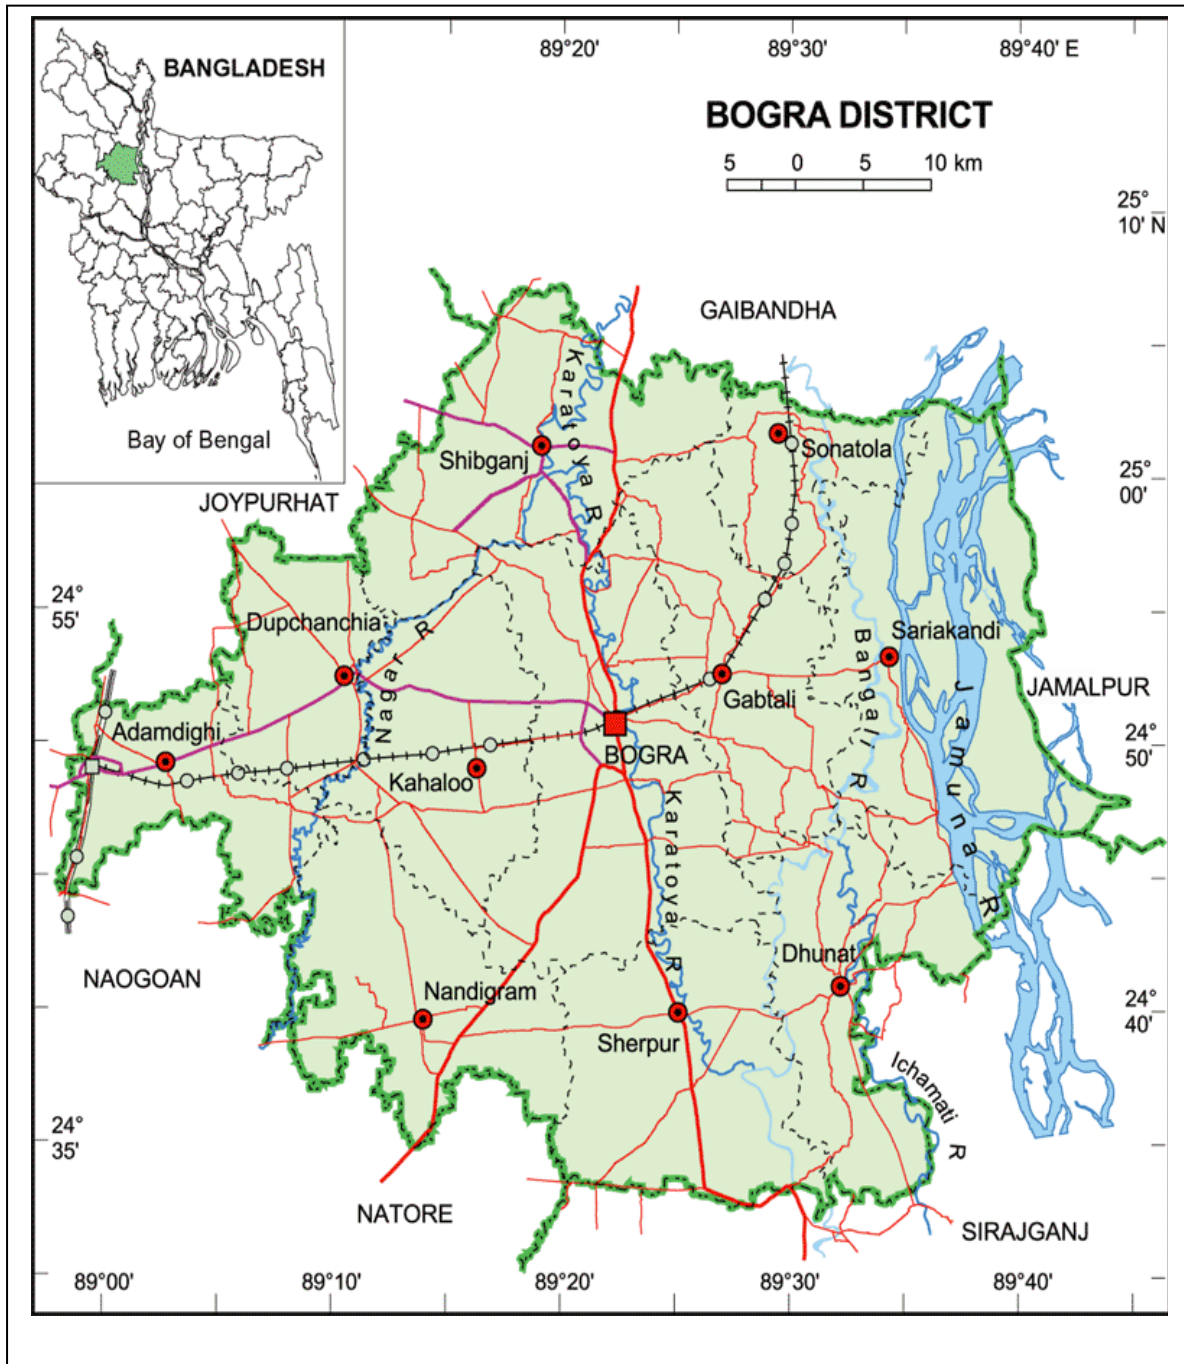 89°20'
89°30'
89°40' E
BANGLADESH
BOGRA DISTRICT
5 0 5 10 km
25°
10' N
GAIBANDHA
Karatoya R
Bay of Bengal
Shibganj
Sonatola
25°
00'
JOYPURHAT
24°
55'
Dupchanchia
Nagar R
Bangali R
Sariakandi
Jamuna R
JAMALPUR
Gabtali
Adamdighi
BOGRA
24°
50'
Kahaloo
Karatoya R
Dhunat
NAOGOAN
Nandigram
24°
40'
Sherpur
Ichamati R
24°
35'
NATORE
SIRAJGANJ
89°00'
89°10'
89°20'
89°30'
89°40'